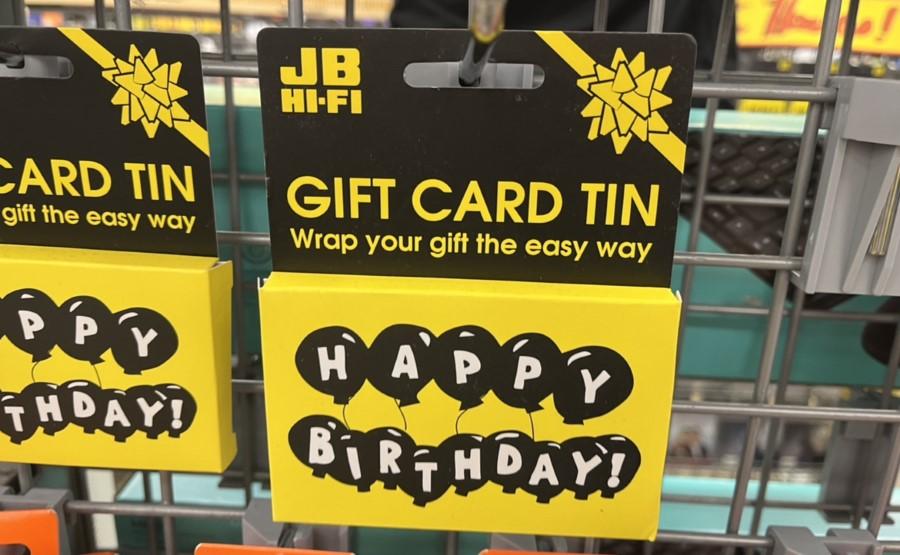 JB
HI-FI
GIFT CARD TIN
Wrap your gift the easy way
HAPPY
BIRTHDAY!
CARD TIN
gift the easy way
PPY
THDAY!